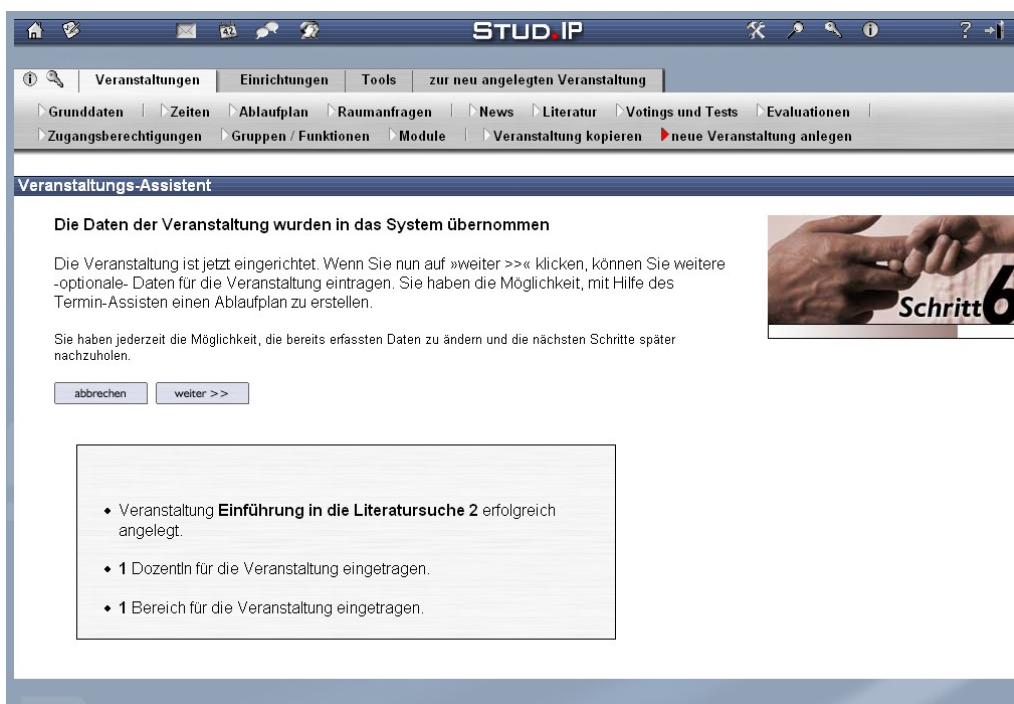 STUD.IP
?
Veranstaltungen Einrichtungen Tools zur neu angelegten Veranstaltung
Grunddaten Zeiten Ablaufplan Raumanfragen News Literatur Votings und Tests Evaluationen
Zugangsberechtigungen Gruppen / Funktionen Module Veranstaltung kopieren neue Veranstaltung anlegen
Veranstaltungs-Assistent
Die Daten der Veranstaltung wurden in das System übernommen
Die Veranstaltung ist jetzt eingerichtet. Wenn Sie nun auf »weiter >>« klicken, können Sie weitere
-optionale- Daten für die Veranstaltung eintragen. Sie haben die Möglichkeit, mit Hilfe des
Termin-Assisten einen Ablaufplan zu erstellen.
Schritt 6
Sie haben jederzeit die Möglichkeit, die bereits erfassten Daten zu ändern und die nächsten Schritte später
nachzuholen.
abbrechen weiter >>
• Veranstaltung Einführung in die Literatursuche 2 erfolgreich
angelegt.
• 1 DozentIn für die Veranstaltung eingetragen.
• 1 Bereich für die Veranstaltung eingetragen.